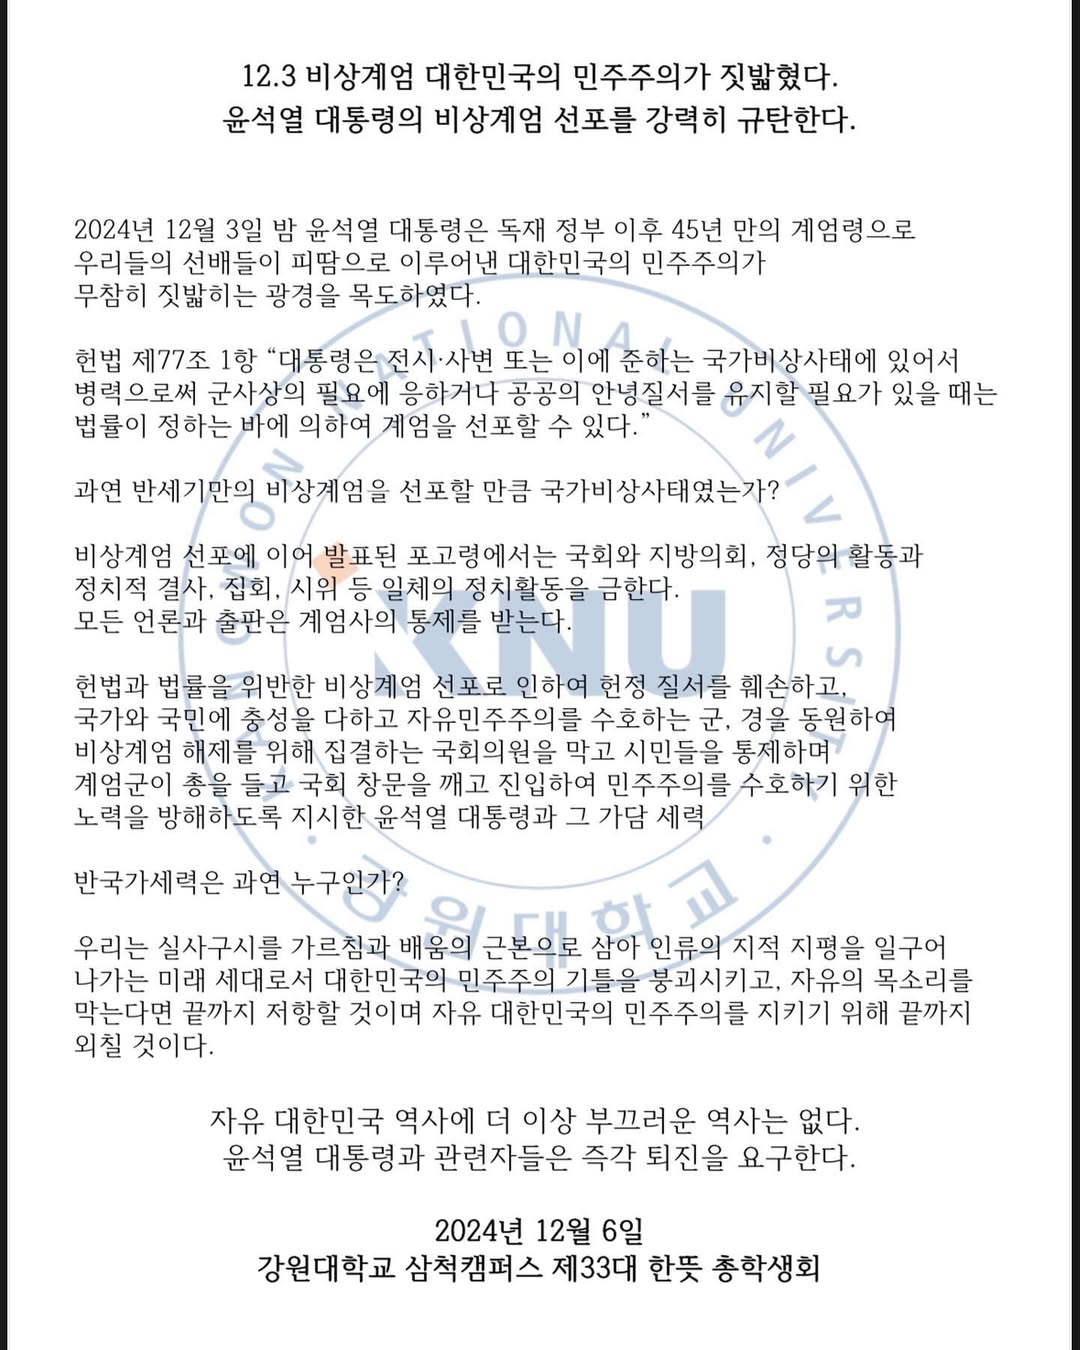 12.3 비상계엄 대한민국의 민주주의가 짓밟혔다.
윤석열 대통령의 비상계엄 선포를 강력히 규탄한다.
2024년 12월 3일 밤 윤석열 대통령은 독재 정부 이후 45년 만의 계엄령으로
우리들의 선배들이 피땀으로 이루어낸 대한민국의 민주주의가
무참히 짓밟히는 광경을 목도하였다.
헌법 제77조 1항 “대통령은 전시·사변 또는 이에 준하는 국가비상사태에 있어서
병력으로써 군사상의 필요에 응하거나 공공의 안녕질서를 유지할 필요가 있을 때는
법률이 정하는 바에 의하여 계엄을 선포할 수 있다.”
과연 반세기만의 비상계엄을 선포할 만큼 국가비상사태였는가?
비상계엄 선포에 이어 발표된 포고령에서는 국회와 지방의회, 정당의 활동과
정치적 결사, 집회, 시위 등 일체의 정치활동을 금한다.
모든 언론과 출판은 계엄사의 통제를 받는다.
헌법과 법률을 위반한 비상계엄 선포로 인하여 헌정 질서를 훼손하고,
국가와 국민에 충성을 다하고 자유민주주의를 수호하는 군, 경을 동원하여
비상계엄 해제를 위해 집결하는 국회의원을 막고 시민들을 통제하며
계엄군이 총을 들고 국회 창문을 깨고 진입하여 민주주의를 수호하기 위한
노력을 방해하도록 지시한 윤석열 대통령과 그 가담 세력
반국가세력은 과연 누구인가?
우리는 실사구시를 가르침과 배움의 근본으로 삼아 인류의 지적 지평을 일구어
나가는 미래 세대로서 대한민국의 민주주의 기틀을 붕괴시키고, 자유의 목소리를
막는다면 끝까지 저항할 것이며 자유 대한민국의 민주주의를 지키기 위해 끝까지
외칠 것이다.
자유 대한민국 역사에 더 이상 부끄러운 역사는 없다.
윤석열 대통령과 관련자들은 즉각 퇴진을 요구한다.
2024년 12월 6일
강원대학교 삼척캠퍼스 제33대 한뜻 총학생회
KANGWON NATIONAL UNIVERSITY
KNU
강원대학교